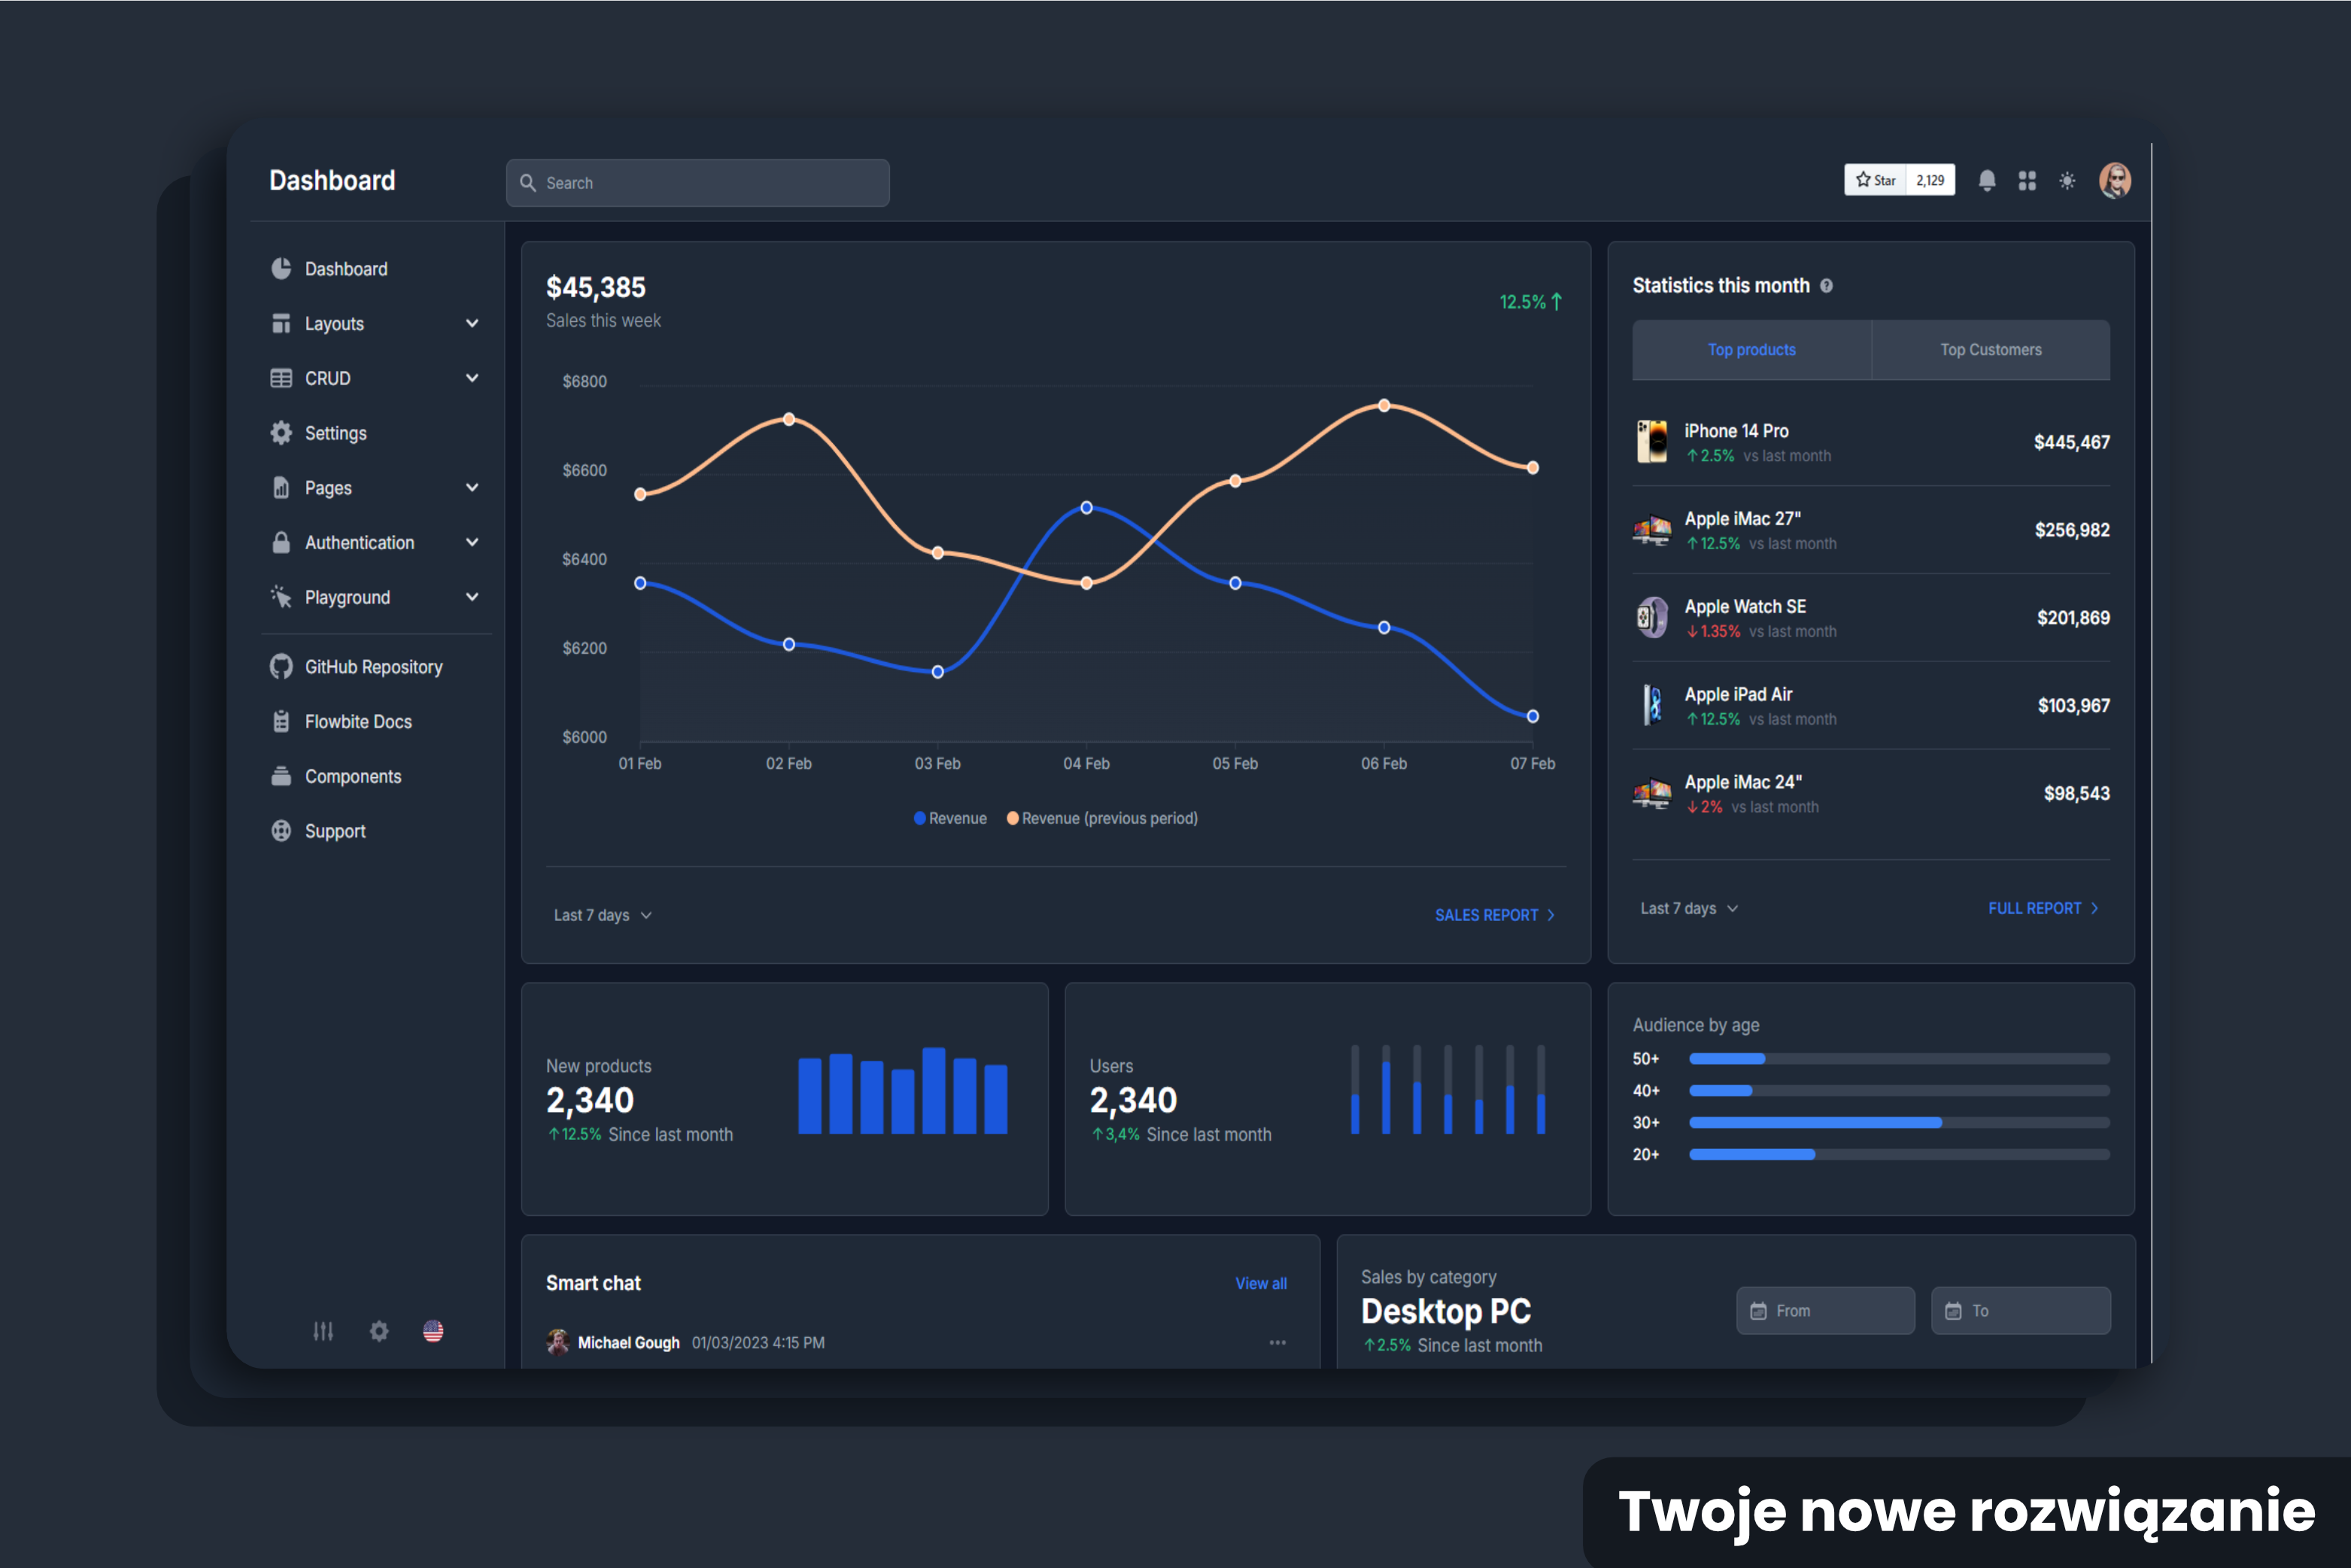 Dashboard
Search
Star 2,129
Dashboard
Layouts
CRUD
Settings
Pages
Authentication
Playground
GitHub Repository
Flowbite Docs
Components
Support
$45,385
Sales this week
12.5%
$6800
$6600
$6400
$6200
$6000
01 Feb 02 Feb 03 Feb 04 Feb 05 Feb 06 Feb 07 Feb
Revenue Revenue (previous period)
Last 7 days
SALES REPORT
Statistics this month
Top products Top Customers
iPhone 14 Pro
2.5% vs last month
$445,467
Apple iMac 27"
12.5% vs last month
$256,982
Apple Watch SE
1.35% vs last month
$201,869
Apple iPad Air
12.5% vs last month
$103,967
Apple iMac 24"
2% vs last month
$98,543
Last 7 days
FULL REPORT
New products
2,340
12.5% Since last month
Users
2,340
3,4% Since last month
Audience by age
50+
40+
30+
20+
Smart chat
View all
Michael Gough 01/03/2023 4:15 PM
Sales by category
Desktop PC
2.5% Since last month
From
To
Twoje nowe rozwiązanie